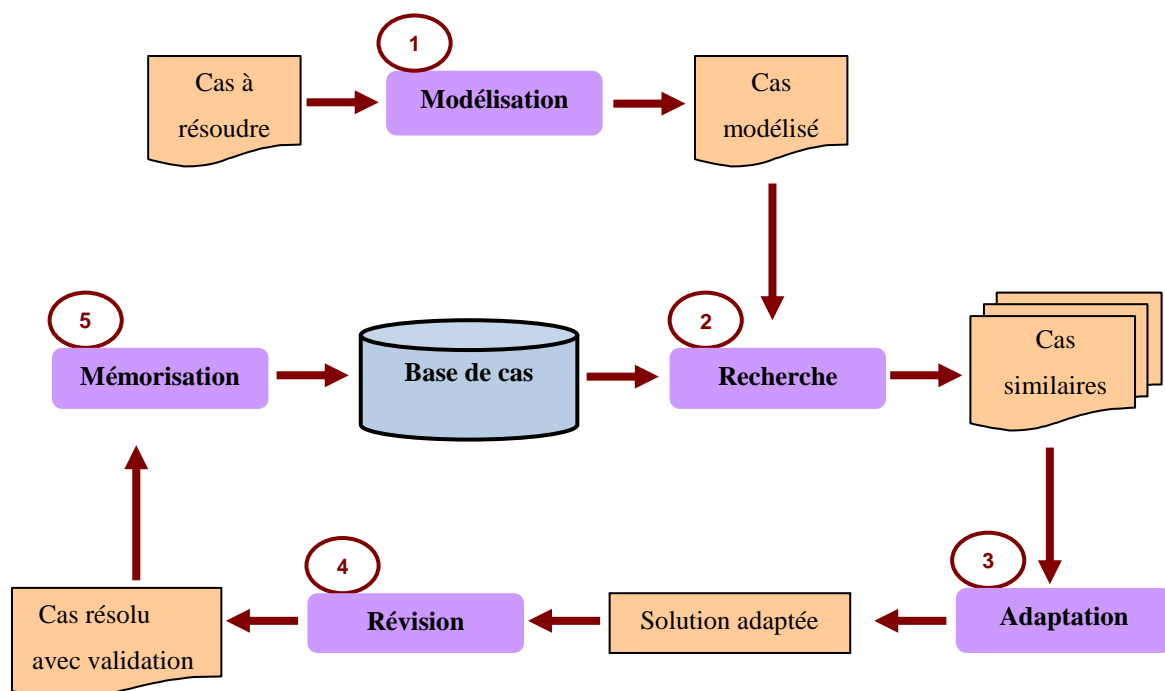 1
Cas à
résoudre
Modélisation
Cas
modélisé
5
Mémorisation
Base de cas
2
Recherche
Cas
similaires
3
Adaptation
Solution adaptée
4
Révision
Cas résolu
avec validation